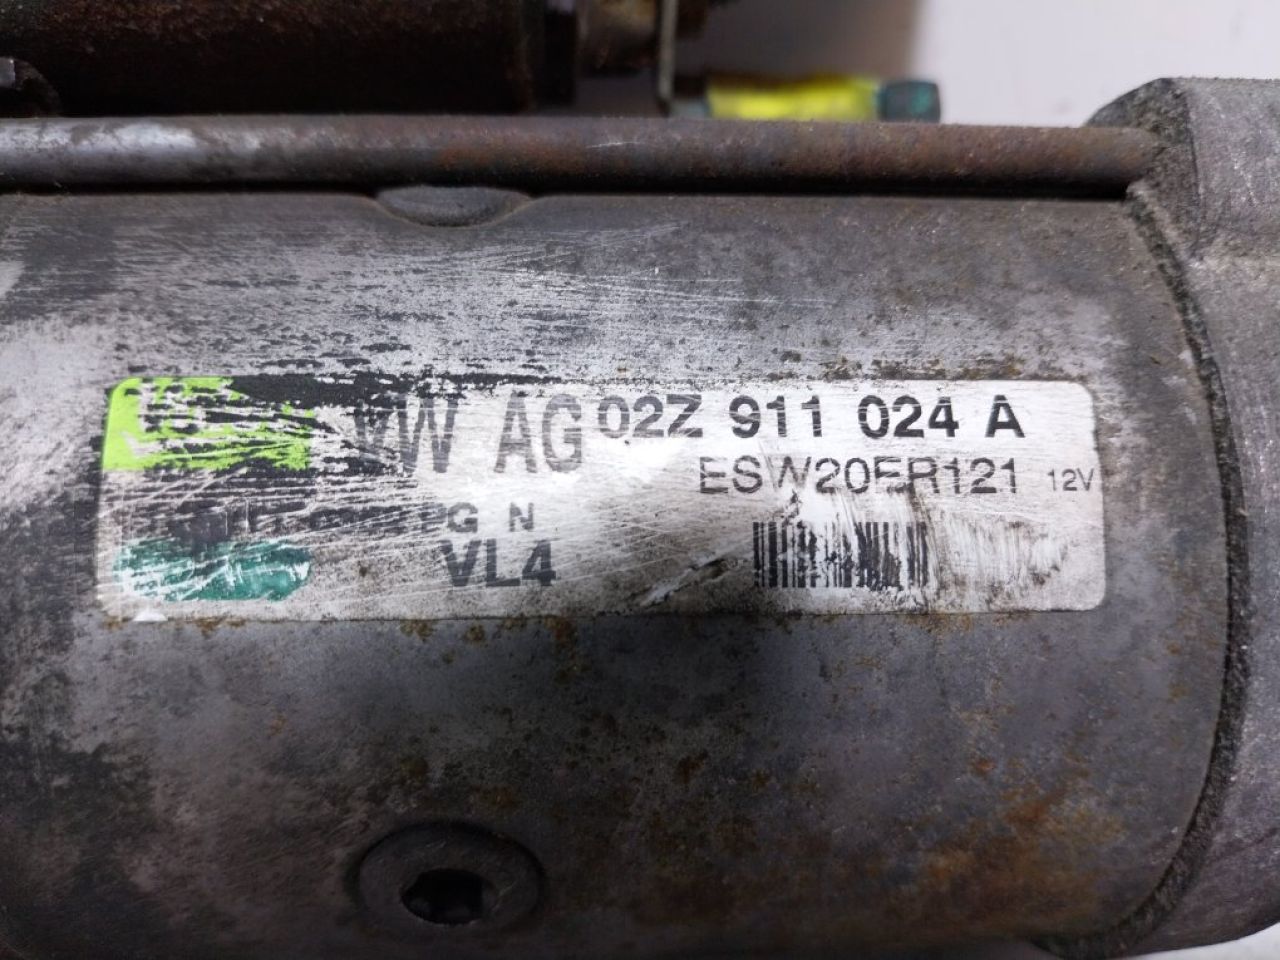 VW AG 02Z 911 024 A
ESW20ER121 12V
PG N
VL4